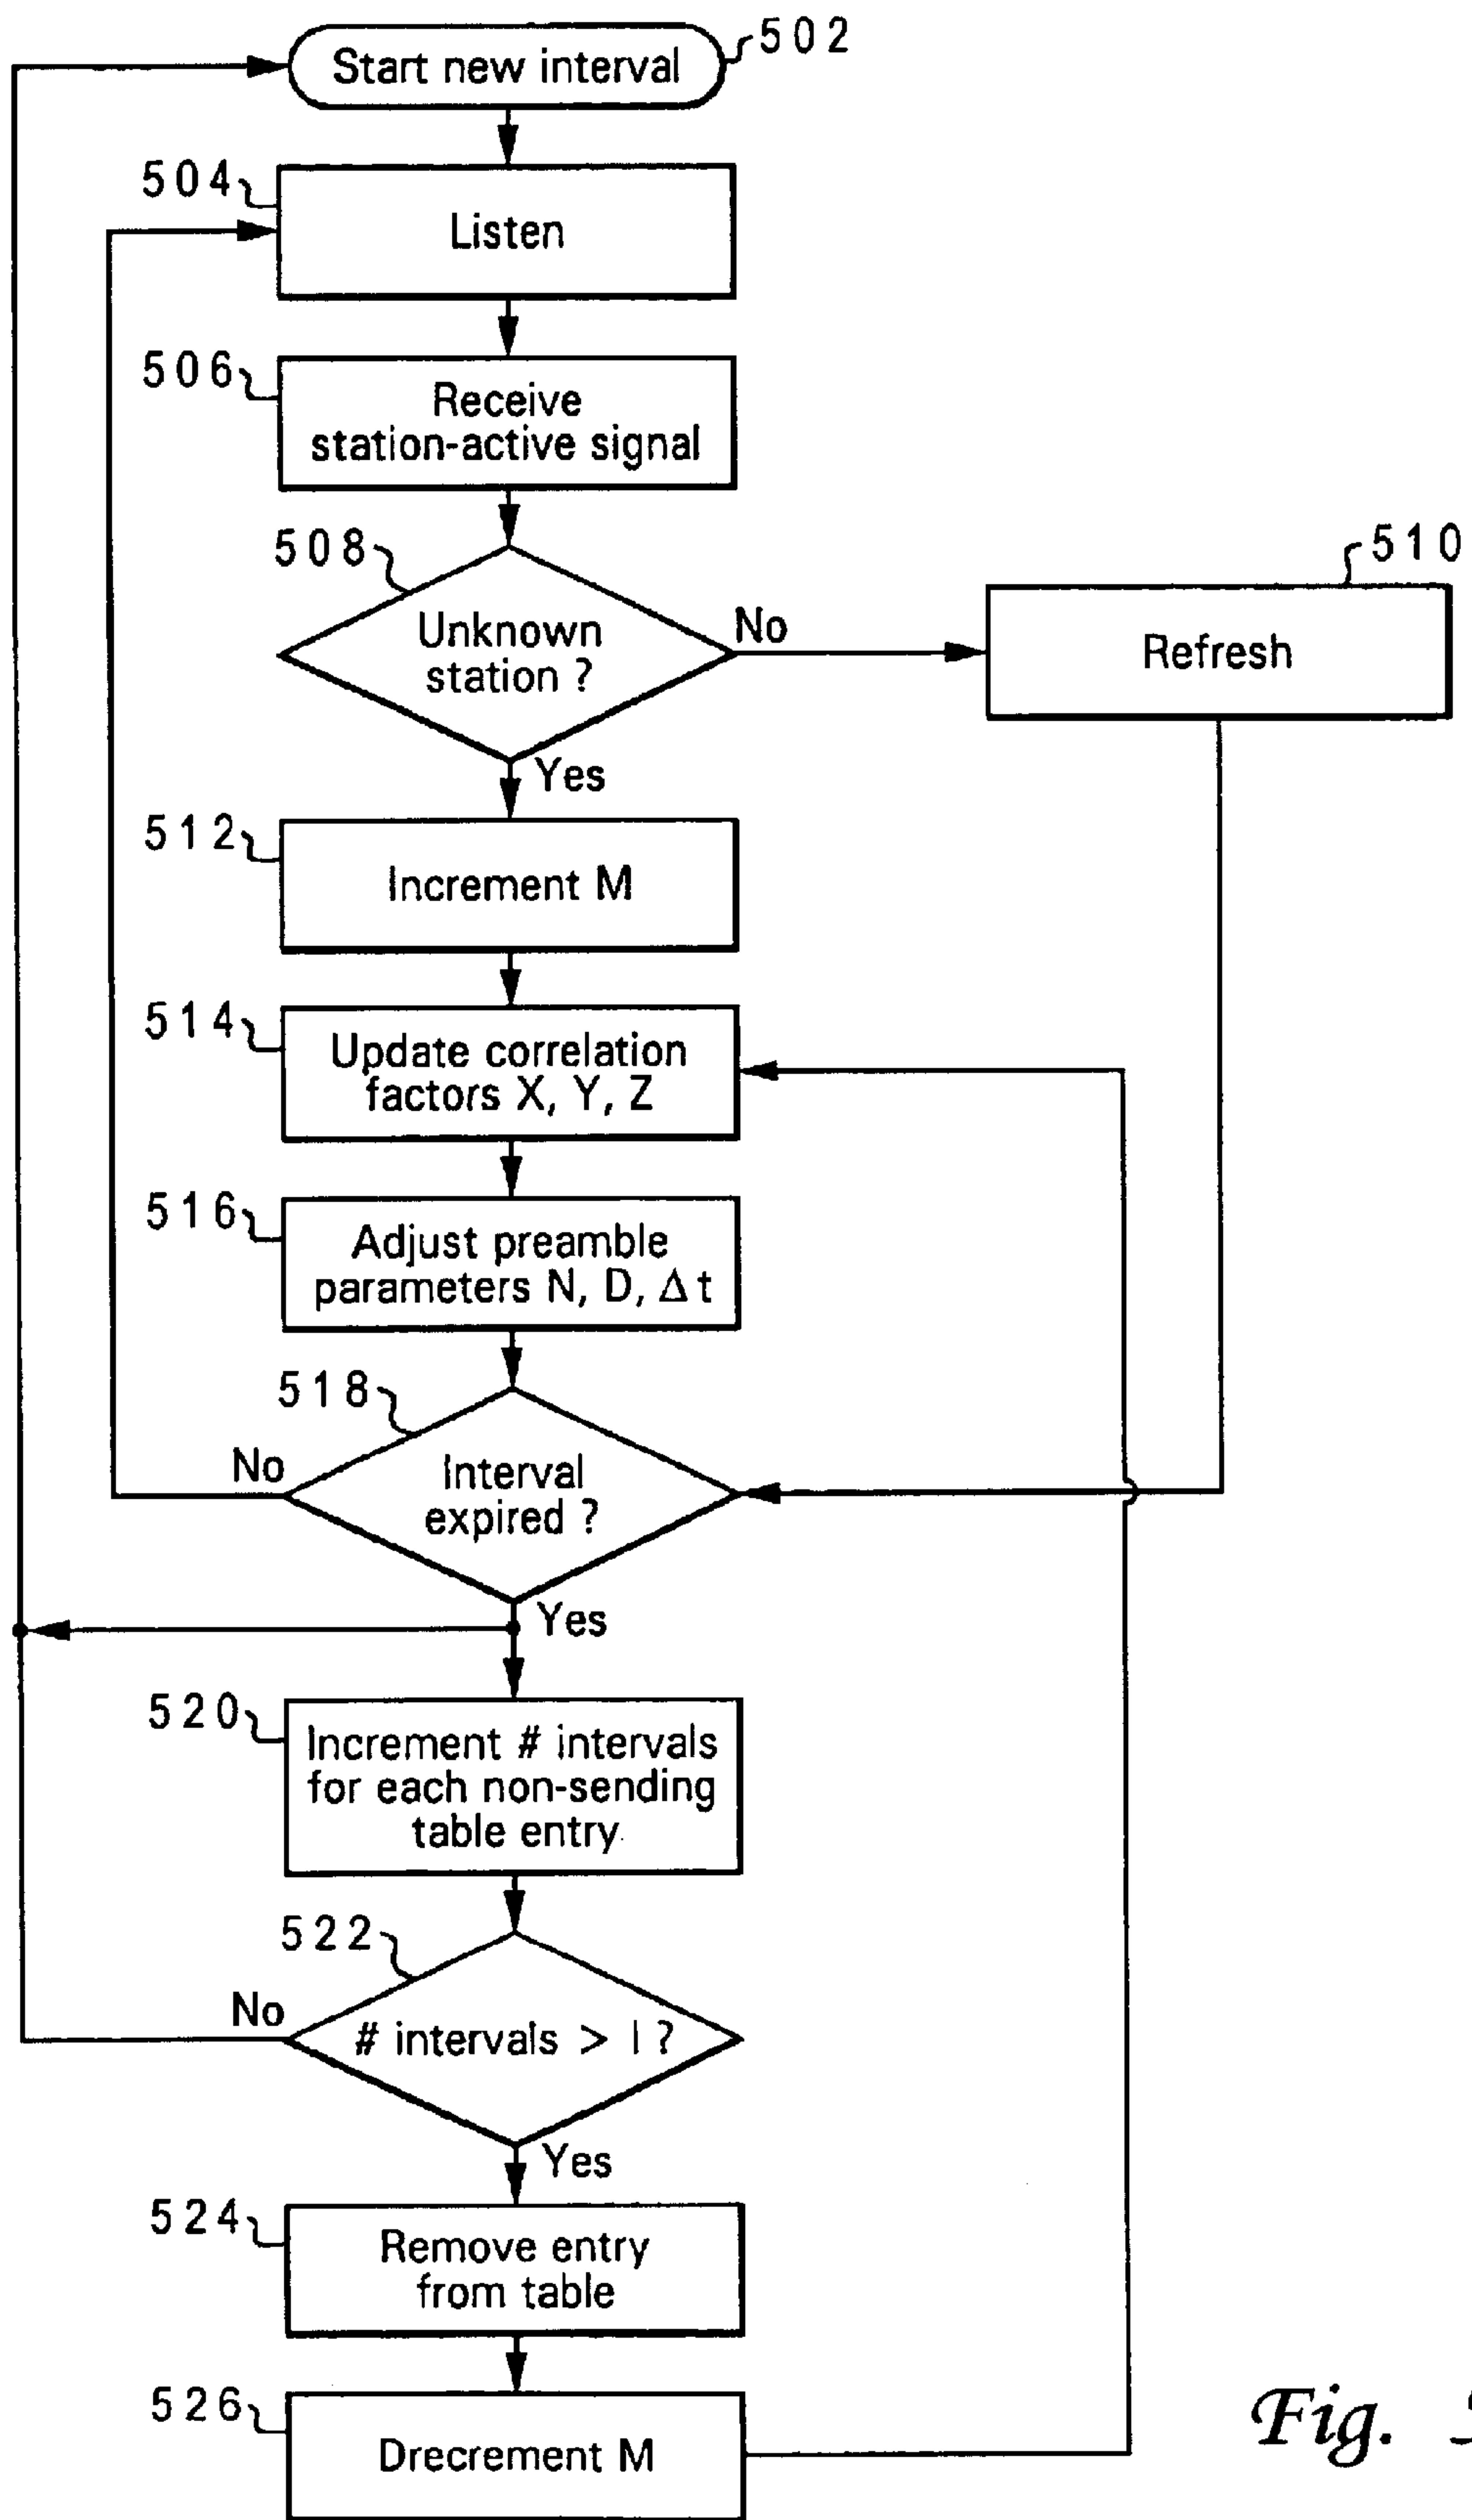 Start new interval
502
504
Listen
506
Receive
station-active signal
508
Unknown
station ?
No
510
Refresh
Yes
512
Increment M
514
Update correlation
factors X, Y, Z
516
Adjust preamble
parameters N, D, Δt
518
No
Interval
expired ?
Yes
520
Increment # intervals
for each non-sending
table entry
522
No
# intervals > I ?
Yes
524
Remove entry
from table
526
Drecrement M
Fig.